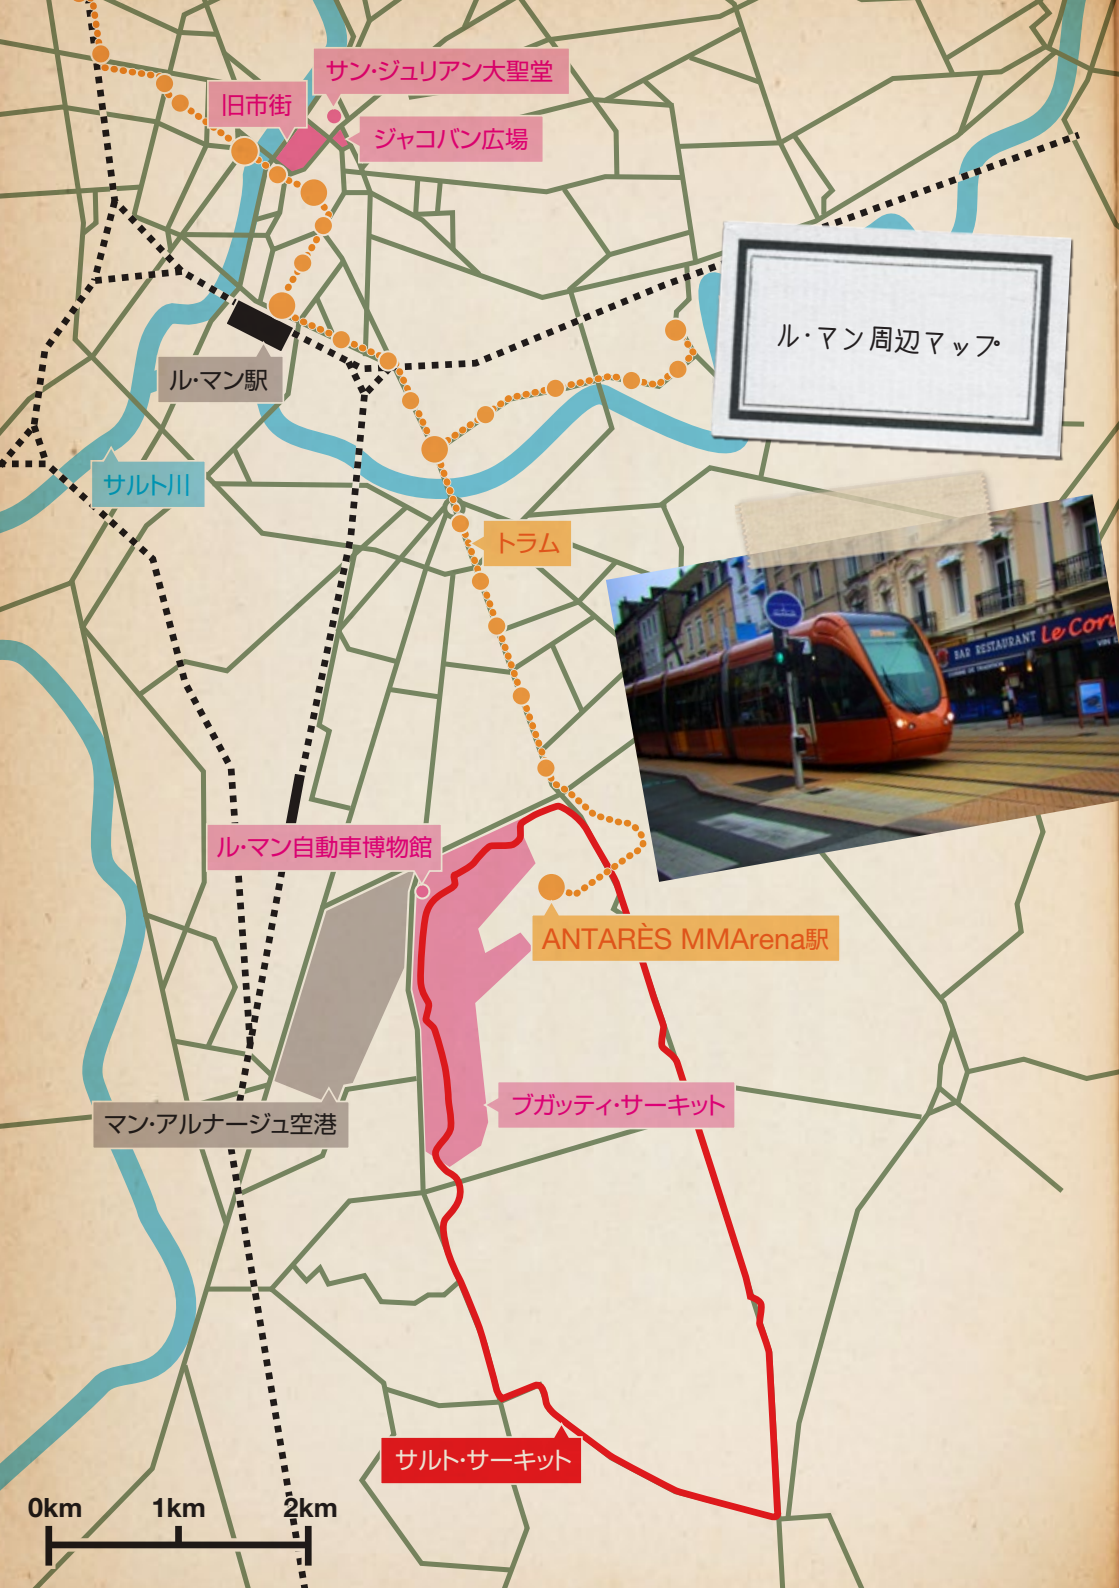 サン・ジュリアン大聖堂
旧市街
ジャコバン広場
ル・マン周辺マップ
ル・マン駅
サルト川
トラム
BAR RESTAURANT
ル・マン自動車博物館
ANTARÈS MMArena駅
ブガッティ・サーキット
マン・アルナージュ空港
サルト・サーキット
0km 1km 2km